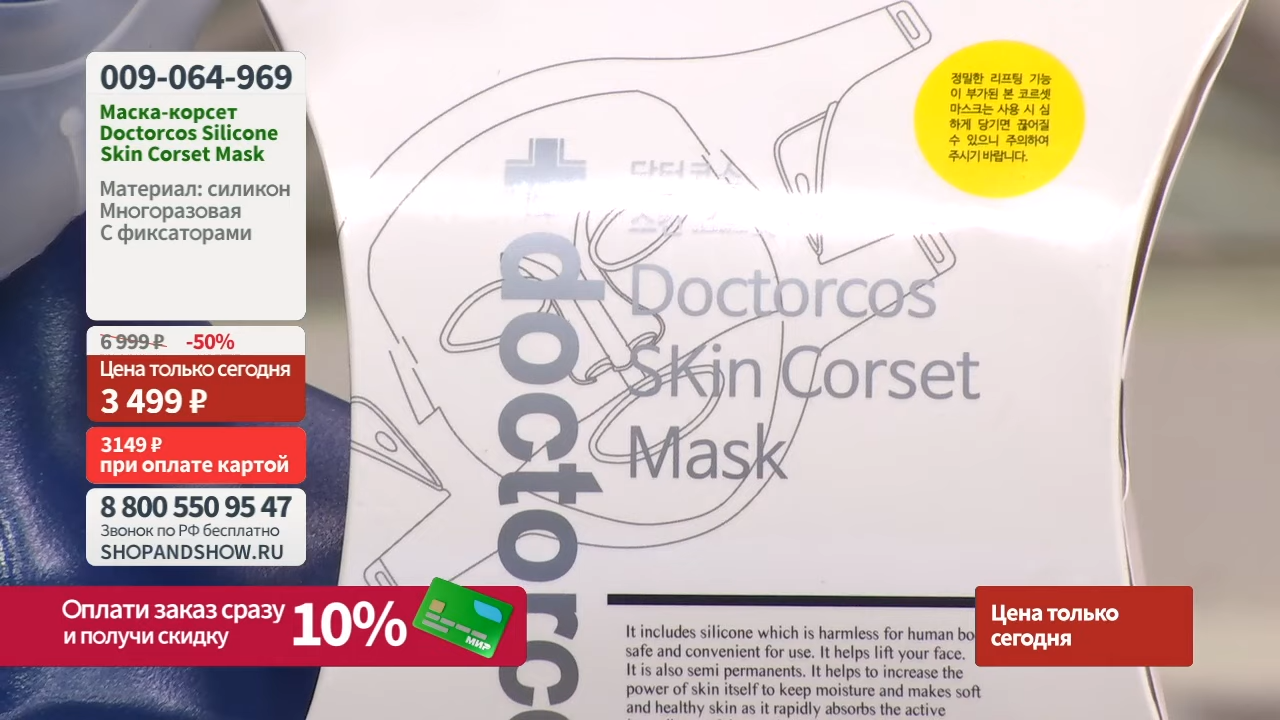 009-064-969
Маска-корсет
Doctorcos Silicone
Skin Corset Mask
Материал: силикон
Многоразовая
С фиксаторами
6 999 ₽ -50%
Цена только сегодня
3 499 ₽
3149 ₽
при оплате картой
8 800 550 95 47
Звонок по РФ бесплатно
SHOPANDSHOW.RU
Оплати заказ сразу
и получи скидку
10%
МИР
Цена только
сегодня
정밀한 리프팅 기능
이 부가된 본 코르셋
마스크는 사용 시 심
하게 당기면 끊어질
수 있으니 주의하여
주시기 바랍니다.
doctorc
닥터코스
Doctorcos
SKin Corset
Mask
It includes silicone which is harmless for human bo
safe and convenient for use. It helps lift your face.
It is also semi permanents. It helps to increase the
power of skin itself to keep moisture and makes soft
and healthy skin as it rapidly absorbs the active